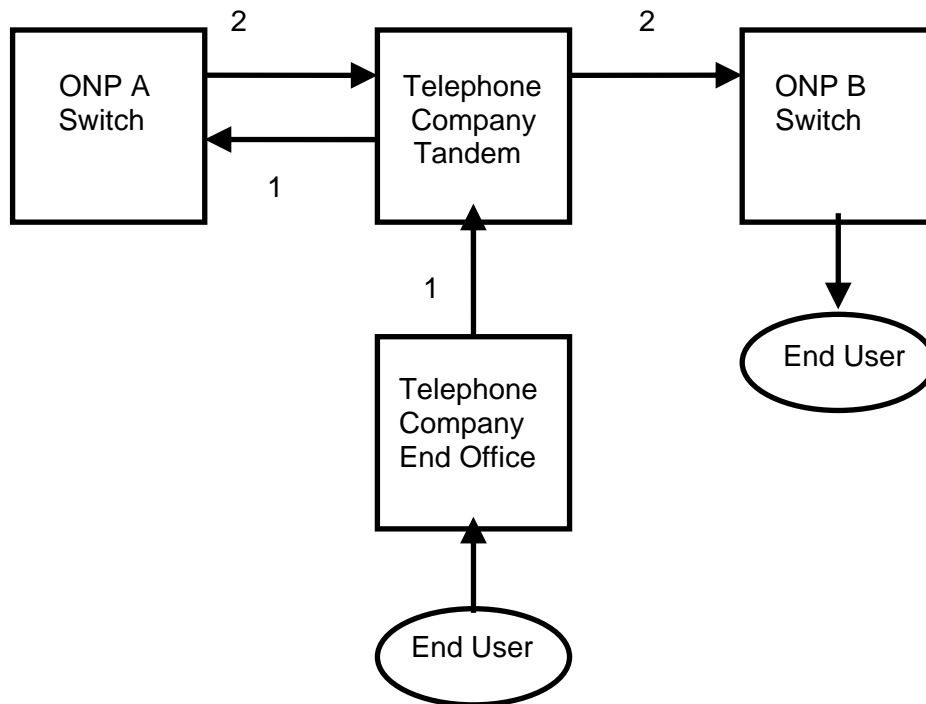 2
2
ONP A
Switch
Telephone
Company
Tandem
ONP B
Switch
1
1
End User
Telephone
Company
End Office
End User